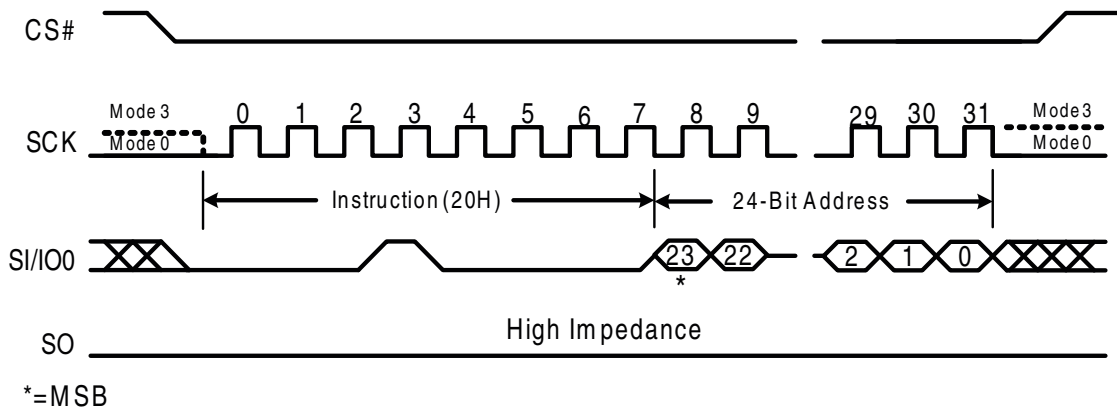 CS#
Mode 3
0 1 2 3 4 5 6 7 8 9 29 30 31
Mode 3
SCK
Mode 0
Mode 0
Instruction (20H)
24-Bit Address
SI/IO0
23 22 2 1 0
*
High Impedance
SO
*=MSB